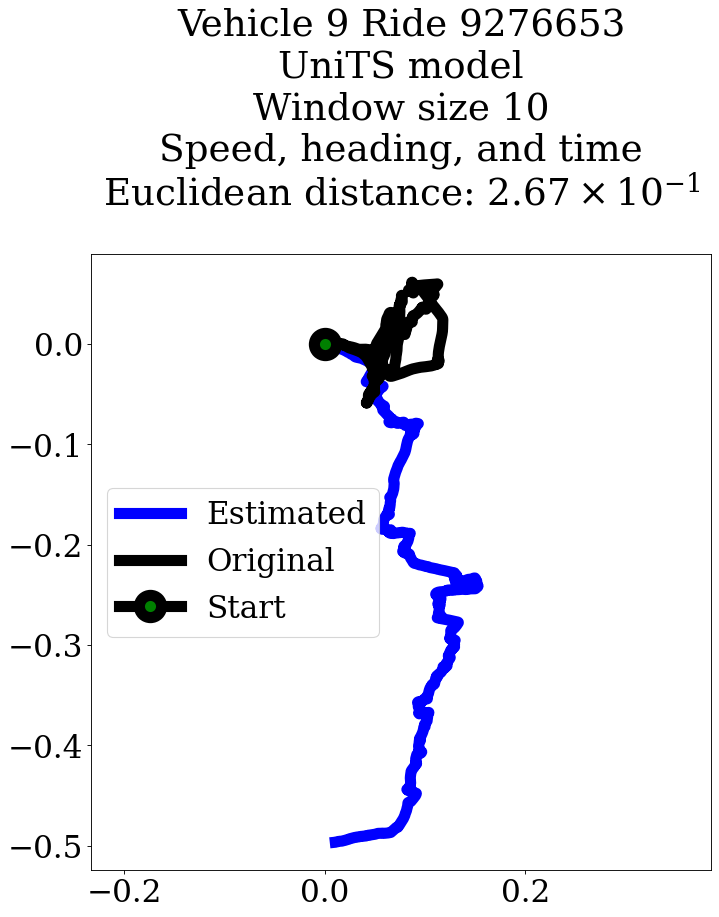 Vehicle 9 Ride 9276653
UniTS model
Window size 10
Speed, heading, and time
Euclidean distance: 2.67 × 10⁻¹
0.0
−0.1
−0.2
−0.3
−0.4
−0.5
Estimated
Original
Start
−0.2
0.0
0.2